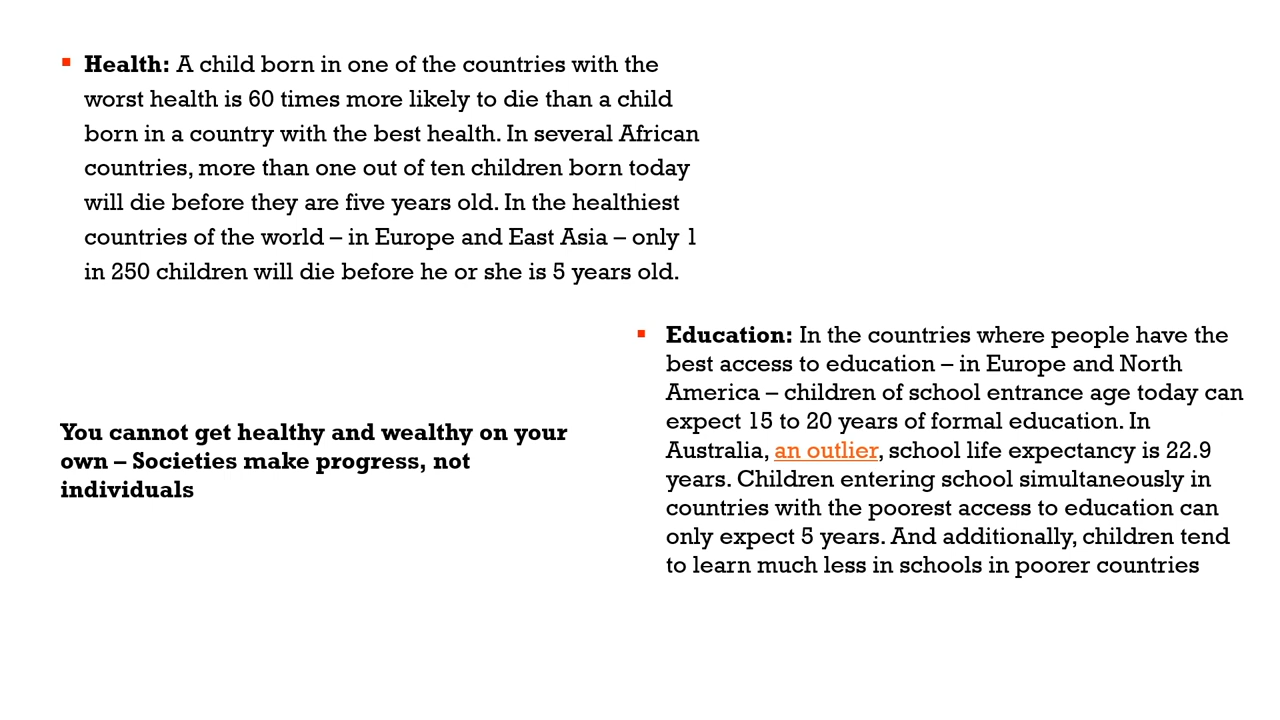 ▪ Health: A child born in one of the countries with the
worst health is 60 times more likely to die than a child
born in a country with the best health. In several African
countries, more than one out of ten children born today
will die before they are five years old. In the healthiest
countries of the world – in Europe and East Asia – only 1
in 250 children will die before he or she is 5 years old.
You cannot get healthy and wealthy on your
own – Societies make progress, not
individuals
▪ Education: In the countries where people have the
best access to education – in Europe and North
America – children of school entrance age today can
expect 15 to 20 years of formal education. In
Australia, an outlier, school life expectancy is 22.9
years. Children entering school simultaneously in
countries with the poorest access to education can
only expect 5 years. And additionally, children tend
to learn much less in schools in poorer countries